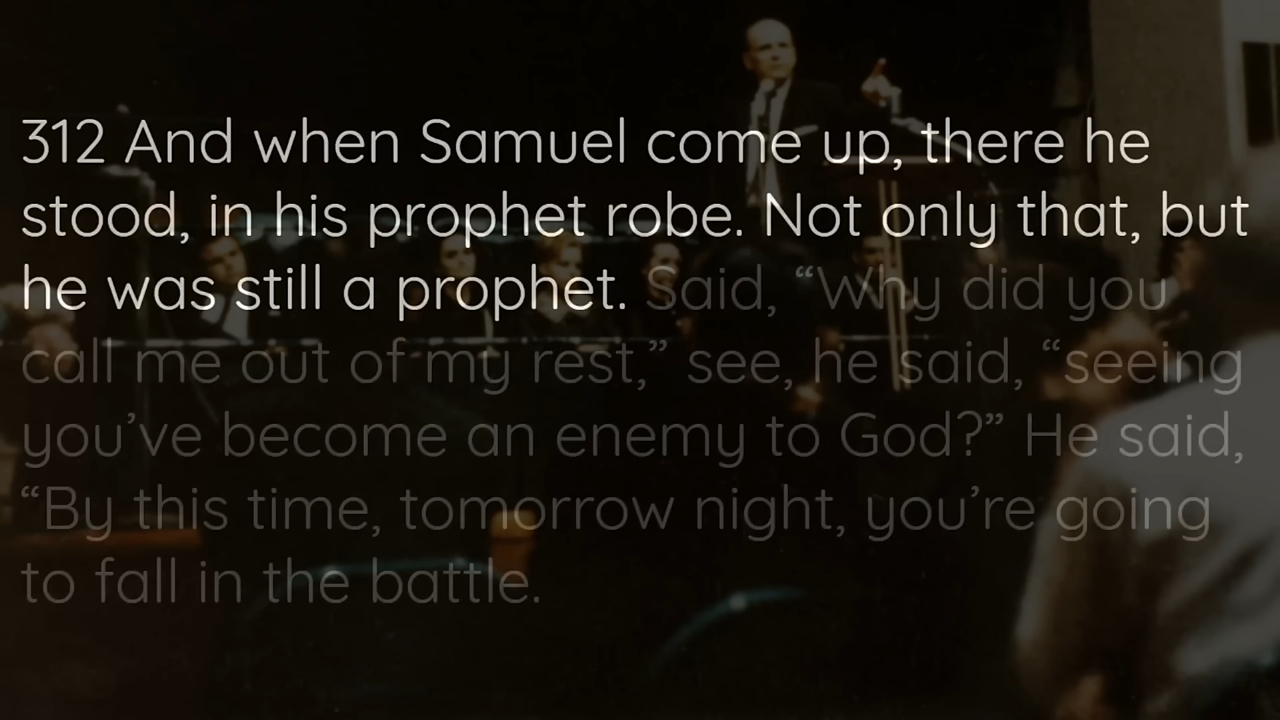 312 And when Samuel come up, there he
stood, in his prophet robe. Not only that, but
he was still a prophet. Said, “Why did you
call me out of my rest,” see, he said, “seeing
you’ve become an enemy to God?” He said,
“By this time, tomorrow night, you’re going
to fall in the battle.